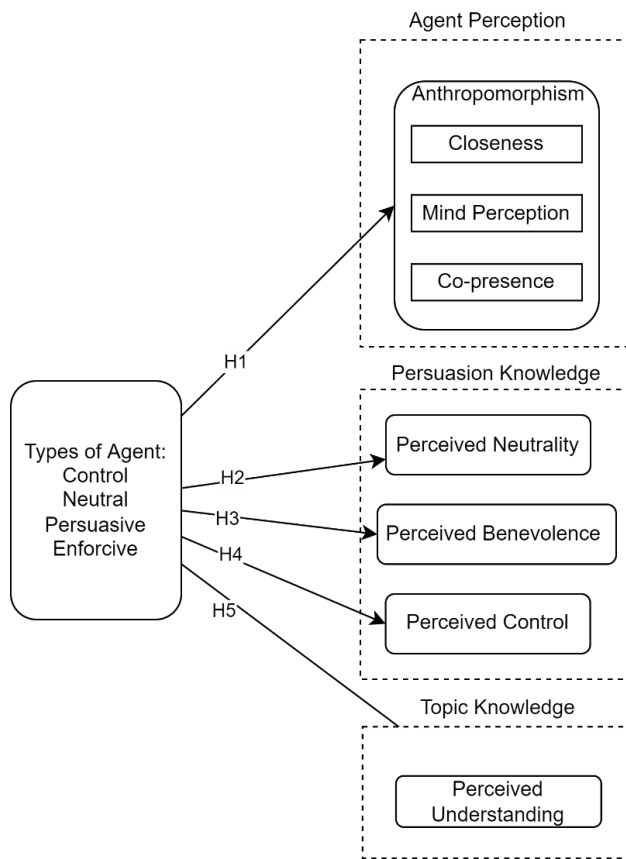 Agent Perception
Anthropomorphism
Closeness
Mind Perception
Co-presence
H1
Persuasion Knowledge
Types of Agent:
Control
Neutral
Persuasive
Enforcive
Perceived Neutrality
H2
H3
Perceived Benevolence
H4
H5
Perceived Control
Topic Knowledge
Perceived
Understanding